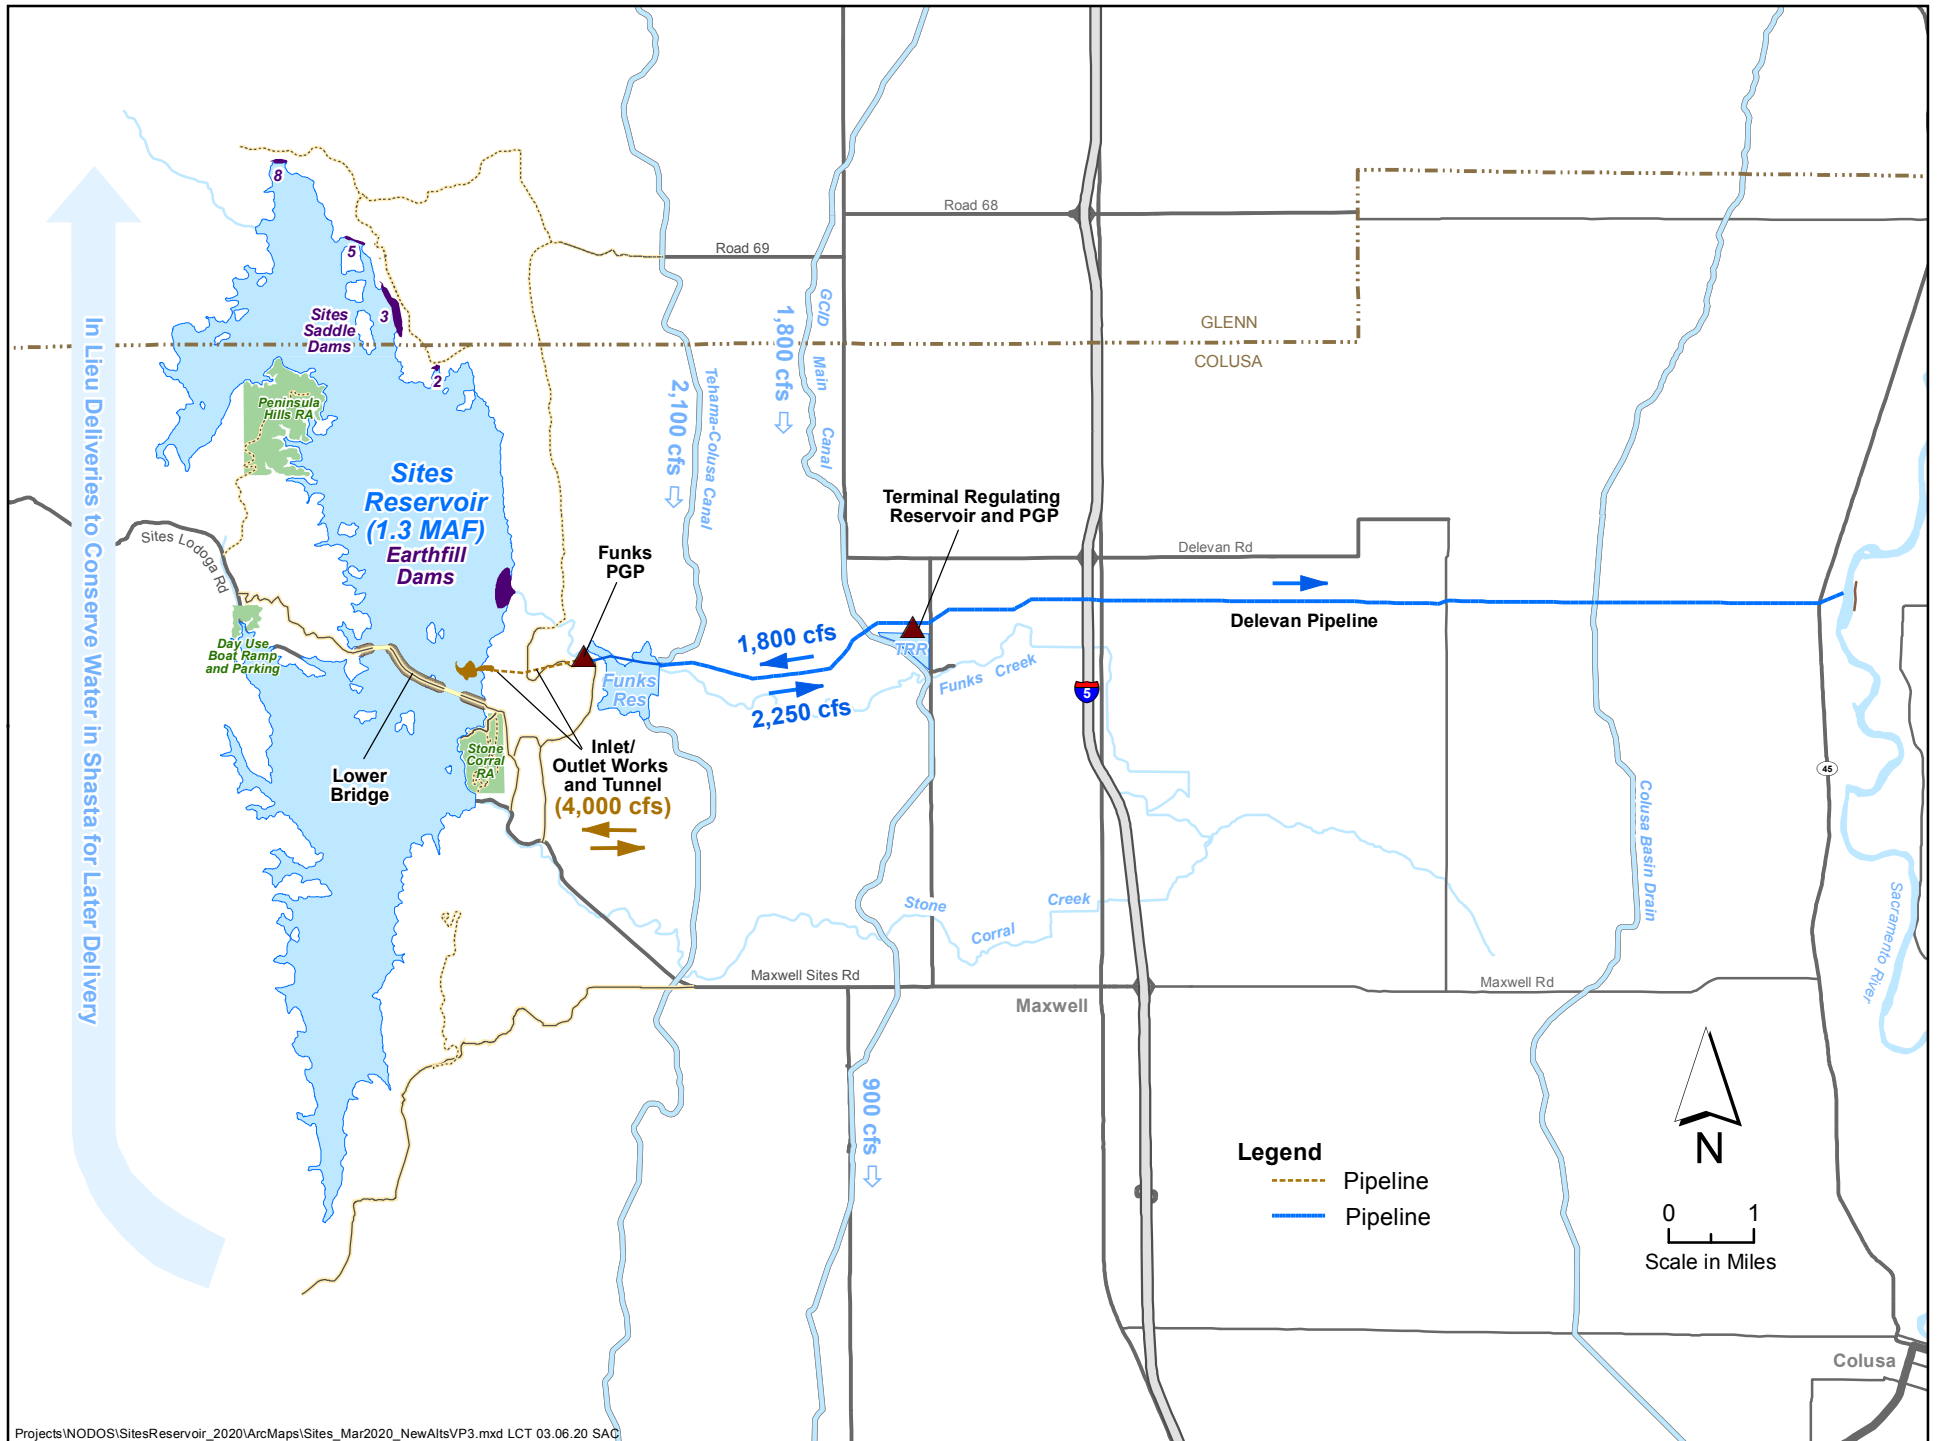 In Lieu Deliveries to Conserve Water in Shasta for Later Delivery
8
5
3
Sites
Saddle
Dams
2
Peninsula
Hills RA
Sites
Reservoir
(1.3 MAF)
Earthfill
Dams
Sites Lodoga Rd
Day Use
Boat Ramp
and Parking
Lower
Bridge
Stone
Corral
RA
Funks
PGP
Funks
Res
Inlet/
Outlet Works
and Tunnel
(4,000 cfs)
Road 69
Road 68
2,100 cfs
Tehama-Colusa Canal
1,800 cfs
GCID Main Canal
GLENN
COLUSA
Terminal Regulating
Reservoir and PGP
Delevan Rd
1,800 cfs
2,250 cfs
TRR
Funks Creek
Delevan Pipeline
5
45
Colusa Basin Drain
Sacramento River
Stone
Corral
Creek
Maxwell Sites Rd
Maxwell
Maxwell Rd
900 cfs
Legend
Pipeline
Pipeline
N
0 1
Scale in Miles
Colusa
Projects\NODOS\SitesReservoir_2020\ArcMaps\Sites_Mar2020_NewAltsVP3.mxd LCT 03.06.20 SAC